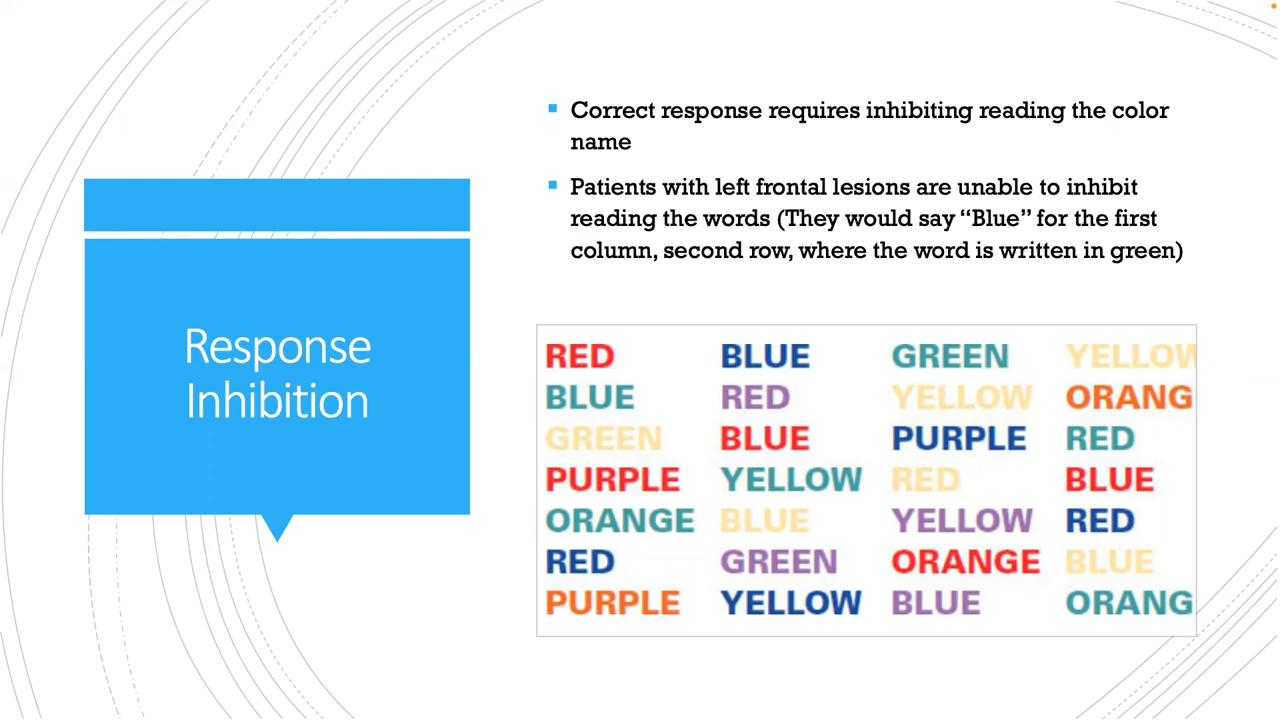 Response
Inhibition
Correct response requires inhibiting reading the color
name
Patients with left frontal lesions are unable to inhibit
reading the words (They would say “Blue” for the first
column, second row, where the word is written in green)
RED BLUE GREEN YELLOW
BLUE RED YELLOW ORANG
GREEN BLUE PURPLE RED
PURPLE YELLOW RED BLUE
ORANGE BLUE YELLOW RED
RED GREEN ORANGE BLUE
PURPLE YELLOW BLUE ORANG